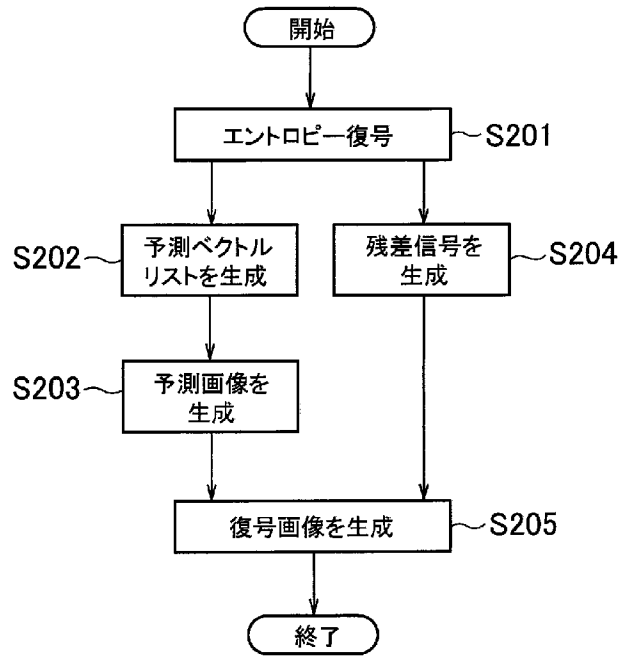 開始
エントロピー復号
S201
予測ベクトル
リストを生成
S202
残差信号を
生成
S204
予測画像を
生成
S203
復号画像を生成
S205
終了